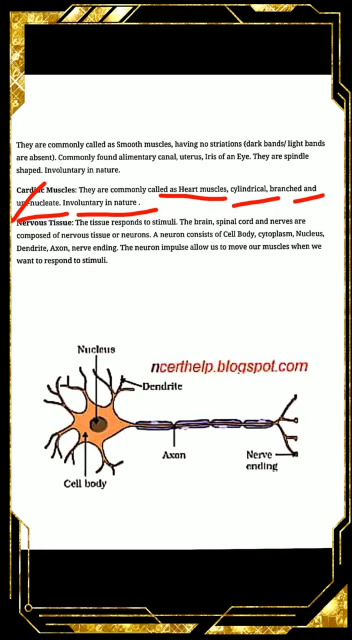 They are commonly called as Smooth muscles, having no striations (dark bands/ light bands
are absent). Commonly found alimentary canal, uterus, Iris of an Eye. They are spindle
shaped. Involuntary in nature.
Cardiac Muscles: They are commonly called as Heart muscles, cylindrical, branched and
uni-nucleate. Involuntary in nature .
Nervous Tissue: The tissue responds to stimuli. The brain, spinal cord and nerves are
composed of nervous tissue or neurons. A neuron consists of Cell Body, cytoplasm, Nucleus,
Dendrite, Axon, nerve ending. The neuron impulse allow us to move our muscles when we
want to respond to stimuli.
Nucleus
ncerthelp.blogspot.com
Dendrite
Axon
Nerve
ending
Cell body